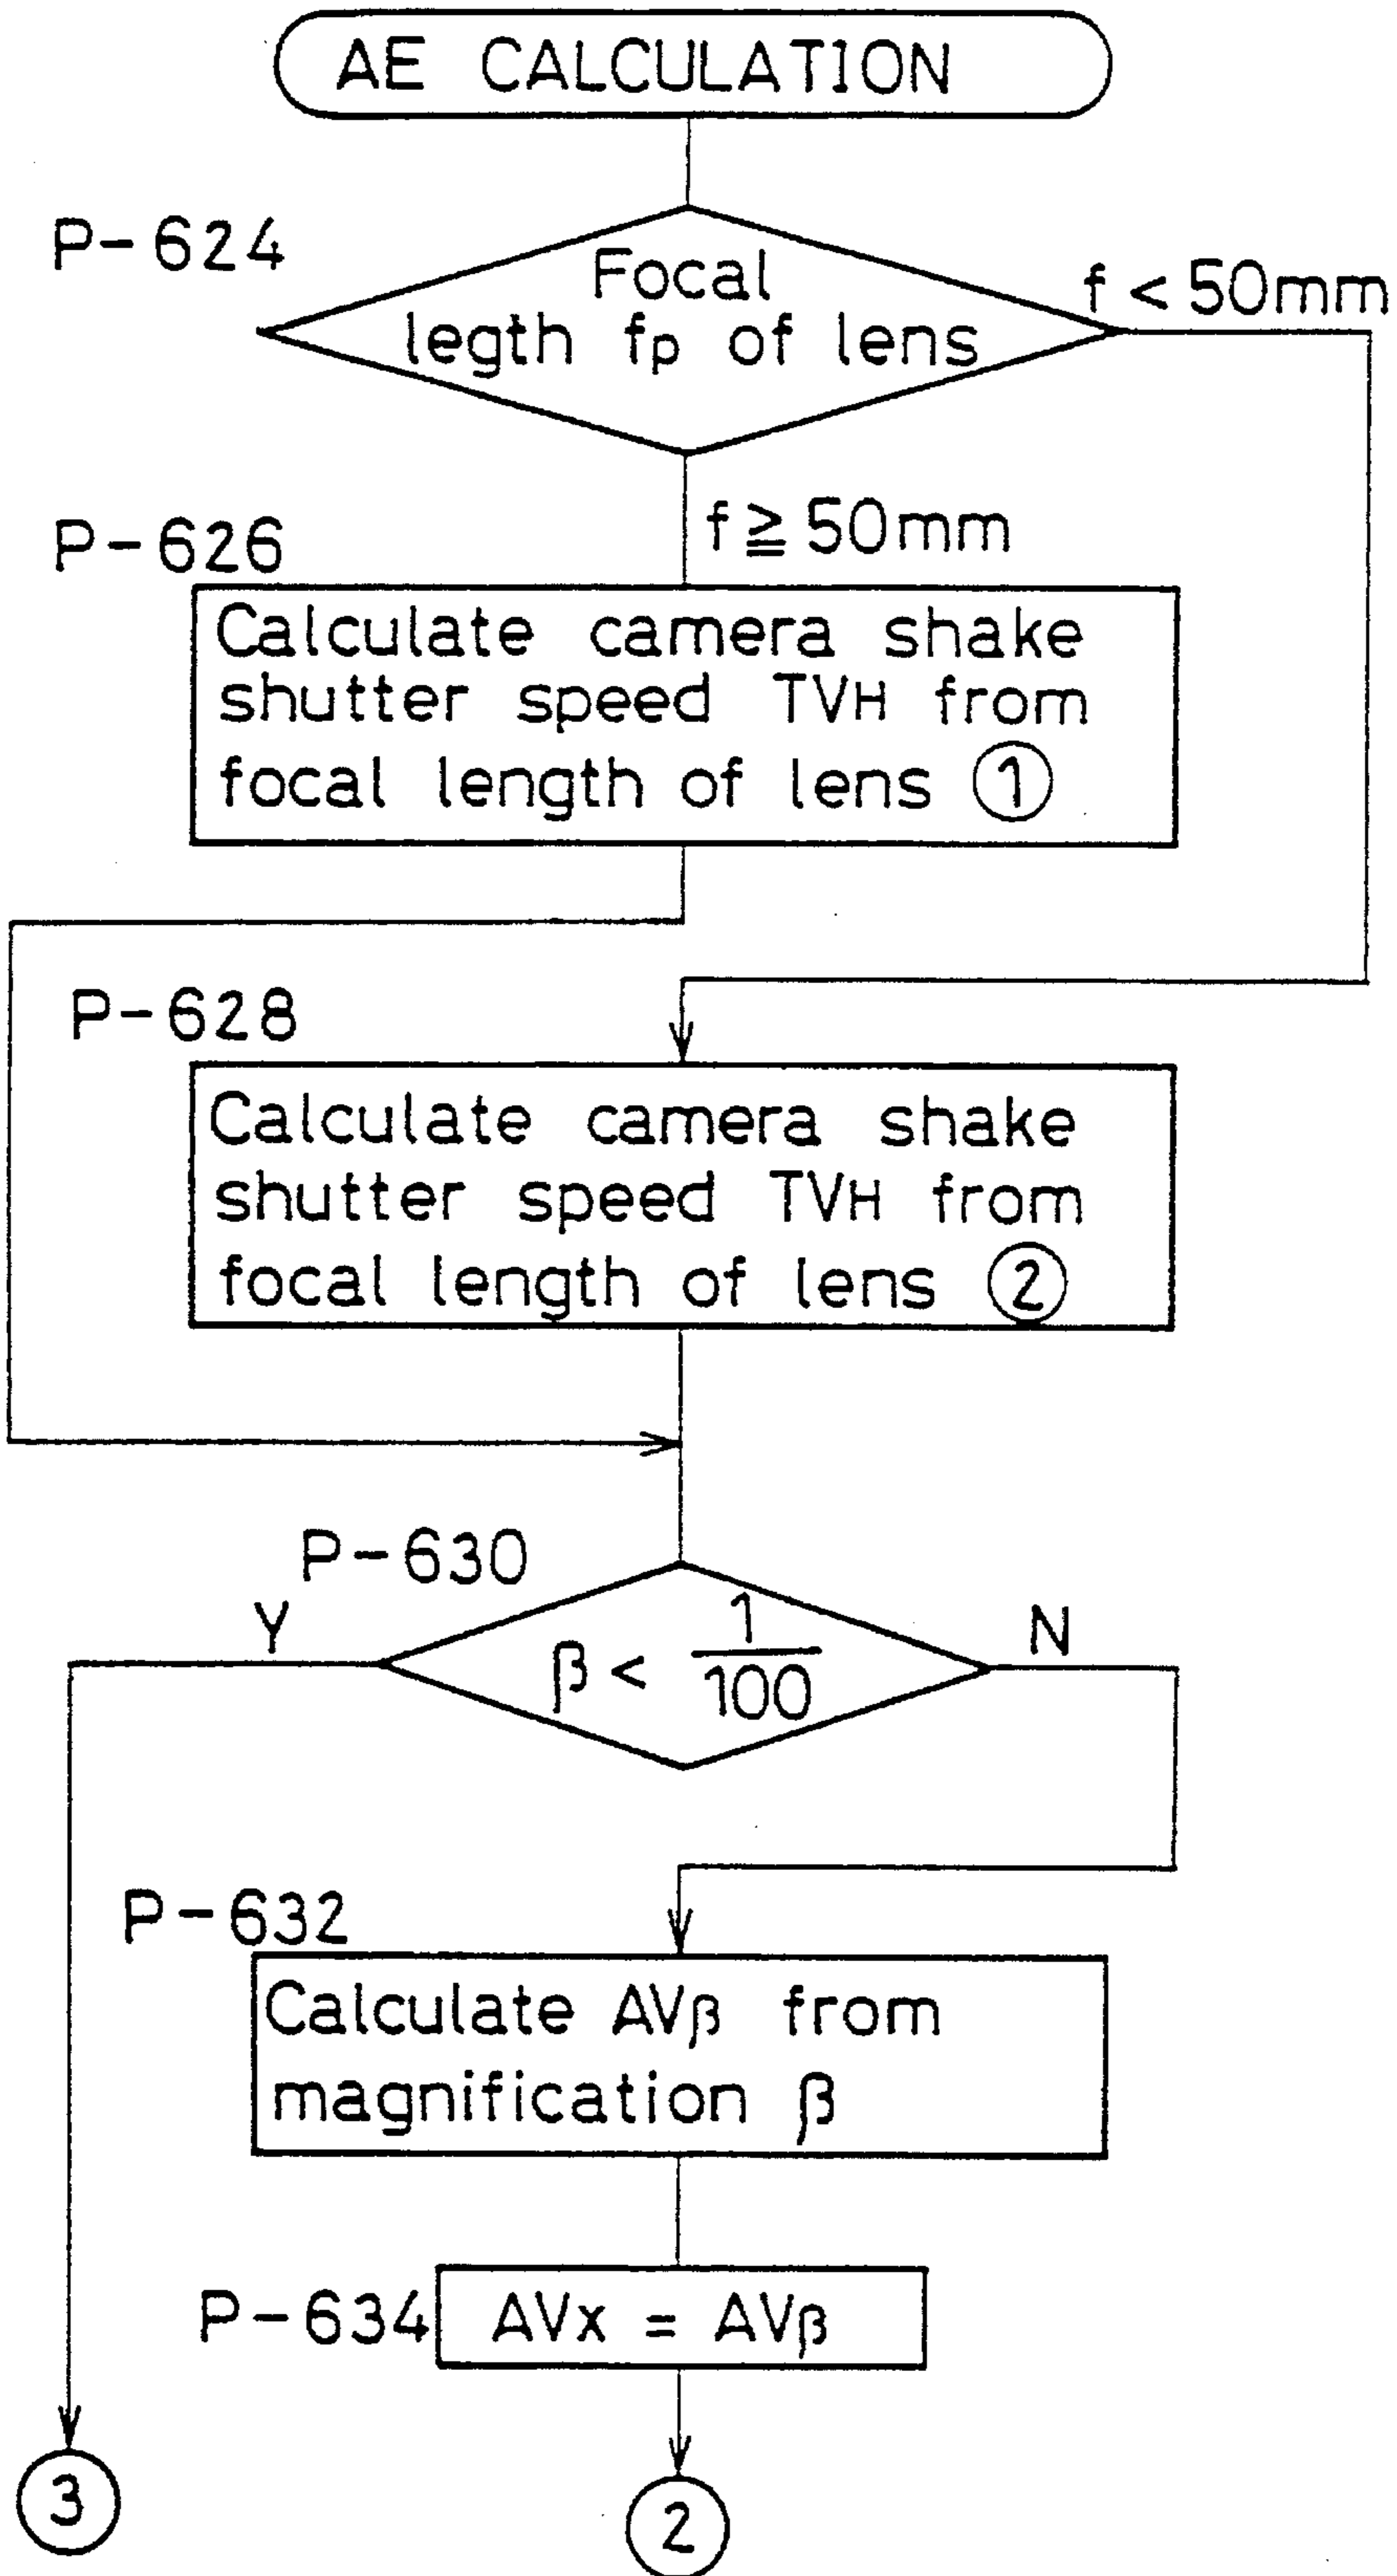 AE CALCULATION
P-624
Focal
legth fp of lens
f < 50mm
f ≧ 50mm
P-626
Calculate camera shake
shutter speed TVH from
focal length of lens ①
P-628
Calculate camera shake
shutter speed TVH from
focal length of lens ②
P-630
Y
β < 1/100
N
P-632
Calculate AVβ from
magnification β
P-634
AVx = AVβ
③
②